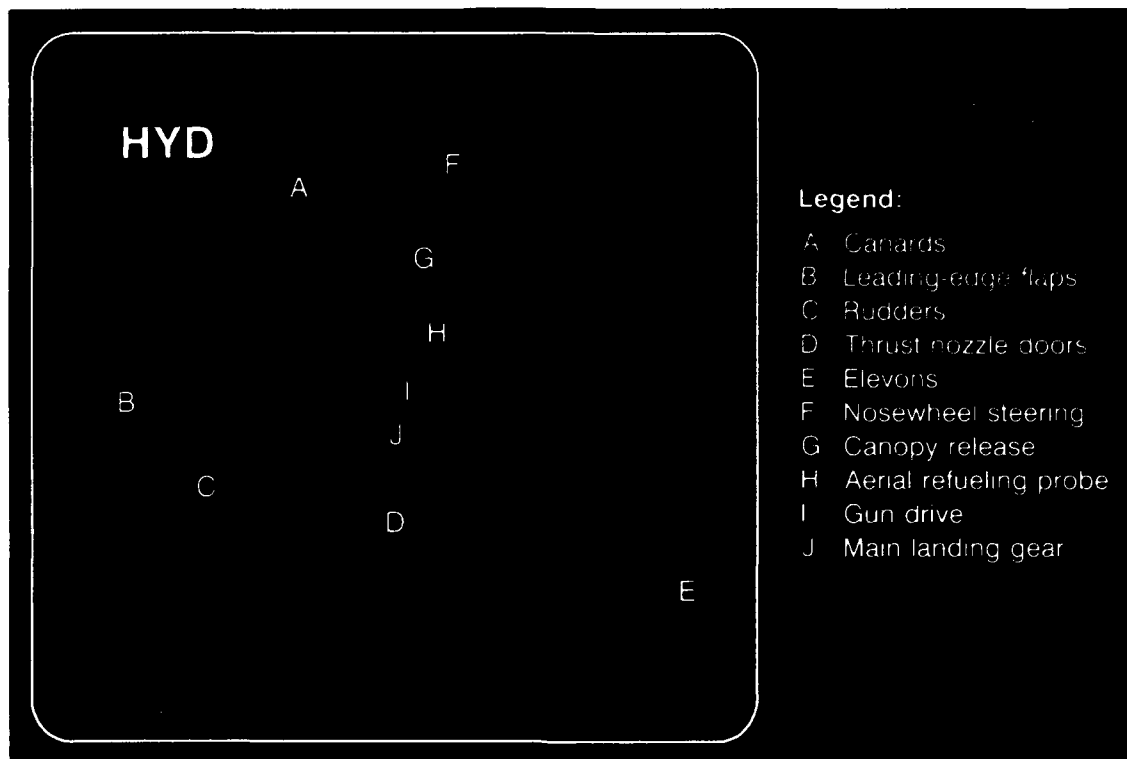 HYD
F
A
G
H
I
B
J
C
D
E
Legend:
A Canards
B Leading-edge flaps
C Rudders
D Thrust nozzle doors
E Elevons
F Nosewheel steering
G Canopy release
H Aerial refueling probe
I Gun drive
J Main landing gear